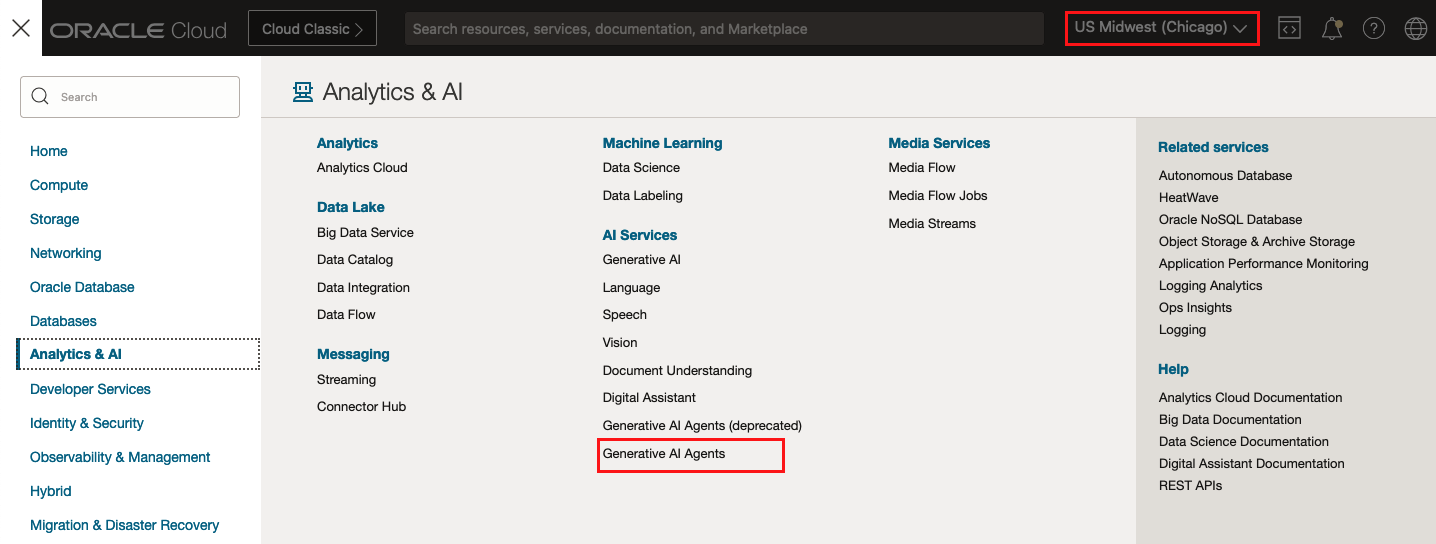 ORACLE Cloud
Cloud Classic
Search resources, services, documentation, and Marketplace
US Midwest (Chicago)
Search
Home
Compute
Storage
Networking
Oracle Database
Databases
Analytics & AI
Developer Services
Identity & Security
Observability & Management
Hybrid
Migration & Disaster Recovery
Analytics & AI
Analytics
Analytics Cloud
Data Lake
Big Data Service
Data Catalog
Data Integration
Data Flow
Messaging
Streaming
Connector Hub
Machine Learning
Data Science
Data Labeling
AI Services
Generative AI
Language
Speech
Vision
Document Understanding
Digital Assistant
Generative AI Agents (deprecated)
Generative AI Agents
Media Services
Media Flow
Media Flow Jobs
Media Streams
Related services
Autonomous Database
HeatWave
Oracle NoSQL Database
Object Storage & Archive Storage
Application Performance Monitoring
Logging Analytics
Ops Insights
Logging
Help
Analytics Cloud Documentation
Big Data Documentation
Data Science Documentation
Digital Assistant Documentation
REST APIs